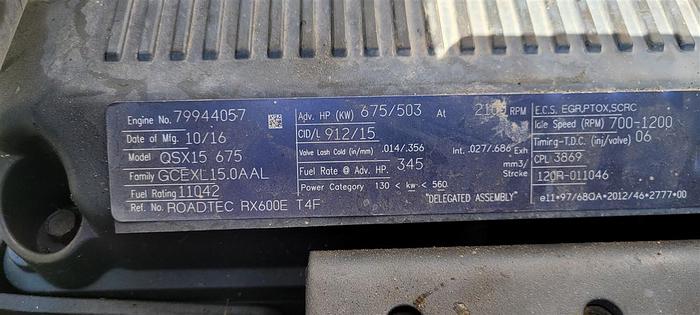 Engine No. 79944057
Date of Mfg. 10/16
Model QSX15 675
Family GCEXL15.0AAL
Fuel Rating 11042
Ref. No. ROADTEC RX600E T4F
Adv. HP (KW) 675/503 At RPM
CID/L 912/15
Valve Lash Cold (in/mm) .014/.356 Int. .027/.686 Exh
Fuel Rate @ Adv. HP. 345 mm3/
Stroke
Power Category 130 < kw < 560
"DELEGATED ASSEMBLY"
E.C.S. EGR,PTOX,SCRC
Idle Speed (RPM) 700-1200
Timing-T.D.C. (inj/valve) 06
CPL 3869
120R-011046
e11*97/68QA*2012/46*2777*00